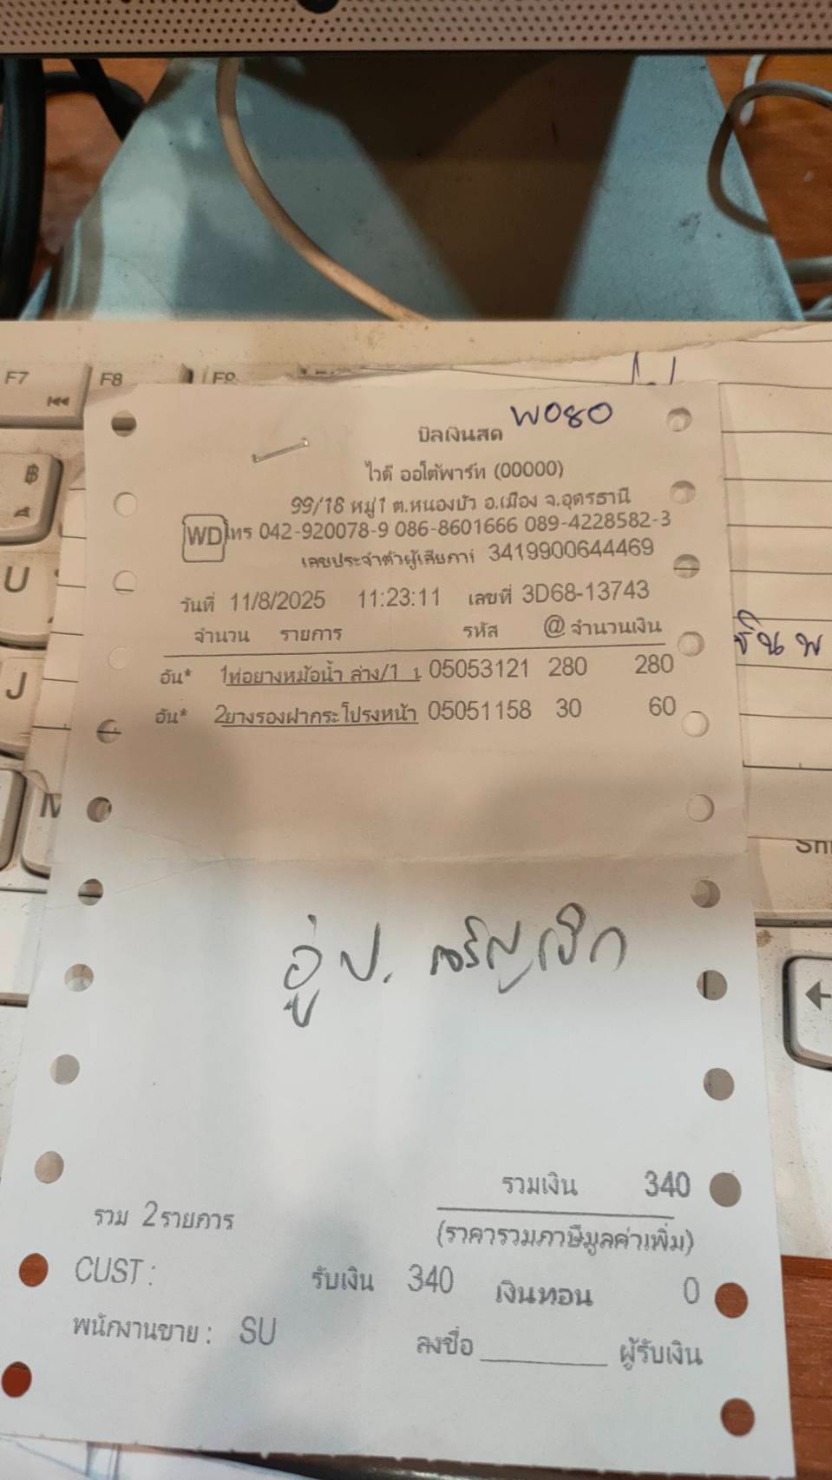 F7
F8
F9
฿
U
J
M
บิลเงินสด W080
ไวดี ออโต้พาร์ท (00000)
99/18 หมู่1 ต.หนองบัว อ.เมือง จ.อุดรธานี
WD โทร 042-920078-9 086-8601666 089-4228582-3
เลขประจำตัวผู้เสียภาษี 3419900644469
วันที่ 11/8/2025 11:23:11 เลขที่ 3D68-13743
จำนวน รายการ รหัส @ จำนวนเงิน
อัน* 1ท่อยางหม้อน้ำ ล่าง/1 05053121 280 280
อัน* 2ยางรองฝากระโปรงหน้า 05051158 30 60
อู่ ป.
รวมเงิน 340
รวม 2รายการ
(ราคารวมภาษีมูลค่าเพิ่ม)
CUST: รับเงิน 340 เงินทอน 0
พนักงานขาย: SU
ลงชื่อ ________ ผู้รับเงิน